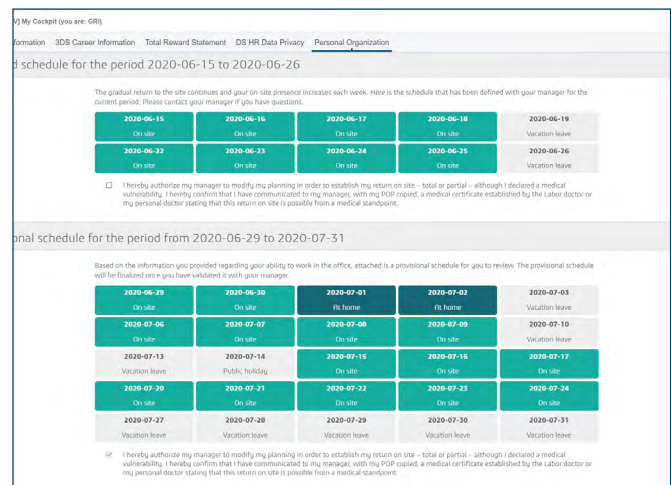 V] My Cockpit (you are: GRI)
formation 3DS Career Information Total Reward Statement DS HR Data Privacy Personal Organization
d schedule for the period 2020-06-15 to 2020-06-26
The gradual return to the site continues and your on-site presence increases each week. Here is the schedule that has been defined with your manager for the
current period. Please contact your manager if you have questions.
2020-06-15 2020-06-16 2020-06-17 2020-06-18 2020-06-19
On site On site On site On site Vacation leave
2020-06-22 2020-06-23 2020-06-24 2020-06-25 2020-06-26
On site On site On site On site Vacation leave
I hereby authorize my manager to modify my planning in order to establish my return on site – total or partial – although I declared a medical
vulnerability. I hereby confirm that I have communicated to my manager, with my POP copied, a medical certificate established by the Labor doctor or
my personal doctor stating that this return on site is possible from a medical standpoint.
onal schedule for the period from 2020-06-29 to 2020-07-31
Based on the information you provided regarding your ability to work in the office, attached is a provisional schedule for you to review. The provisional schedule
will be finalized once you have validated it with your manager.
2020-06-29 2020-06-30 2020-07-01 2020-07-02 2020-07-03
On site On site At home At home Vacation leave
2020-07-06 2020-07-07 2020-07-08 2020-07-09 2020-07-10
On site On site On site On site Vacation leave
2020-07-13 2020-07-14 2020-07-15 2020-07-16 2020-07-17
Vacation leave Public holiday On site On site On site
2020-07-20 2020-07-21 2020-07-22 2020-07-23 2020-07-24
On site On site On site On site On site
2020-07-27 2020-07-28 2020-07-29 2020-07-30 2020-07-31
Vacation leave Vacation leave Vacation leave Vacation leave Vacation leave
I hereby authorize my manager to modify my planning in order to establish my return on site – total or partial – although I declared a medical
vulnerability. I hereby confirm that I have communicated to my manager, with my POP copied, a medical certificate established by the Labor doctor or
my personal doctor stating that this return on site is possible from a medical standpoint.